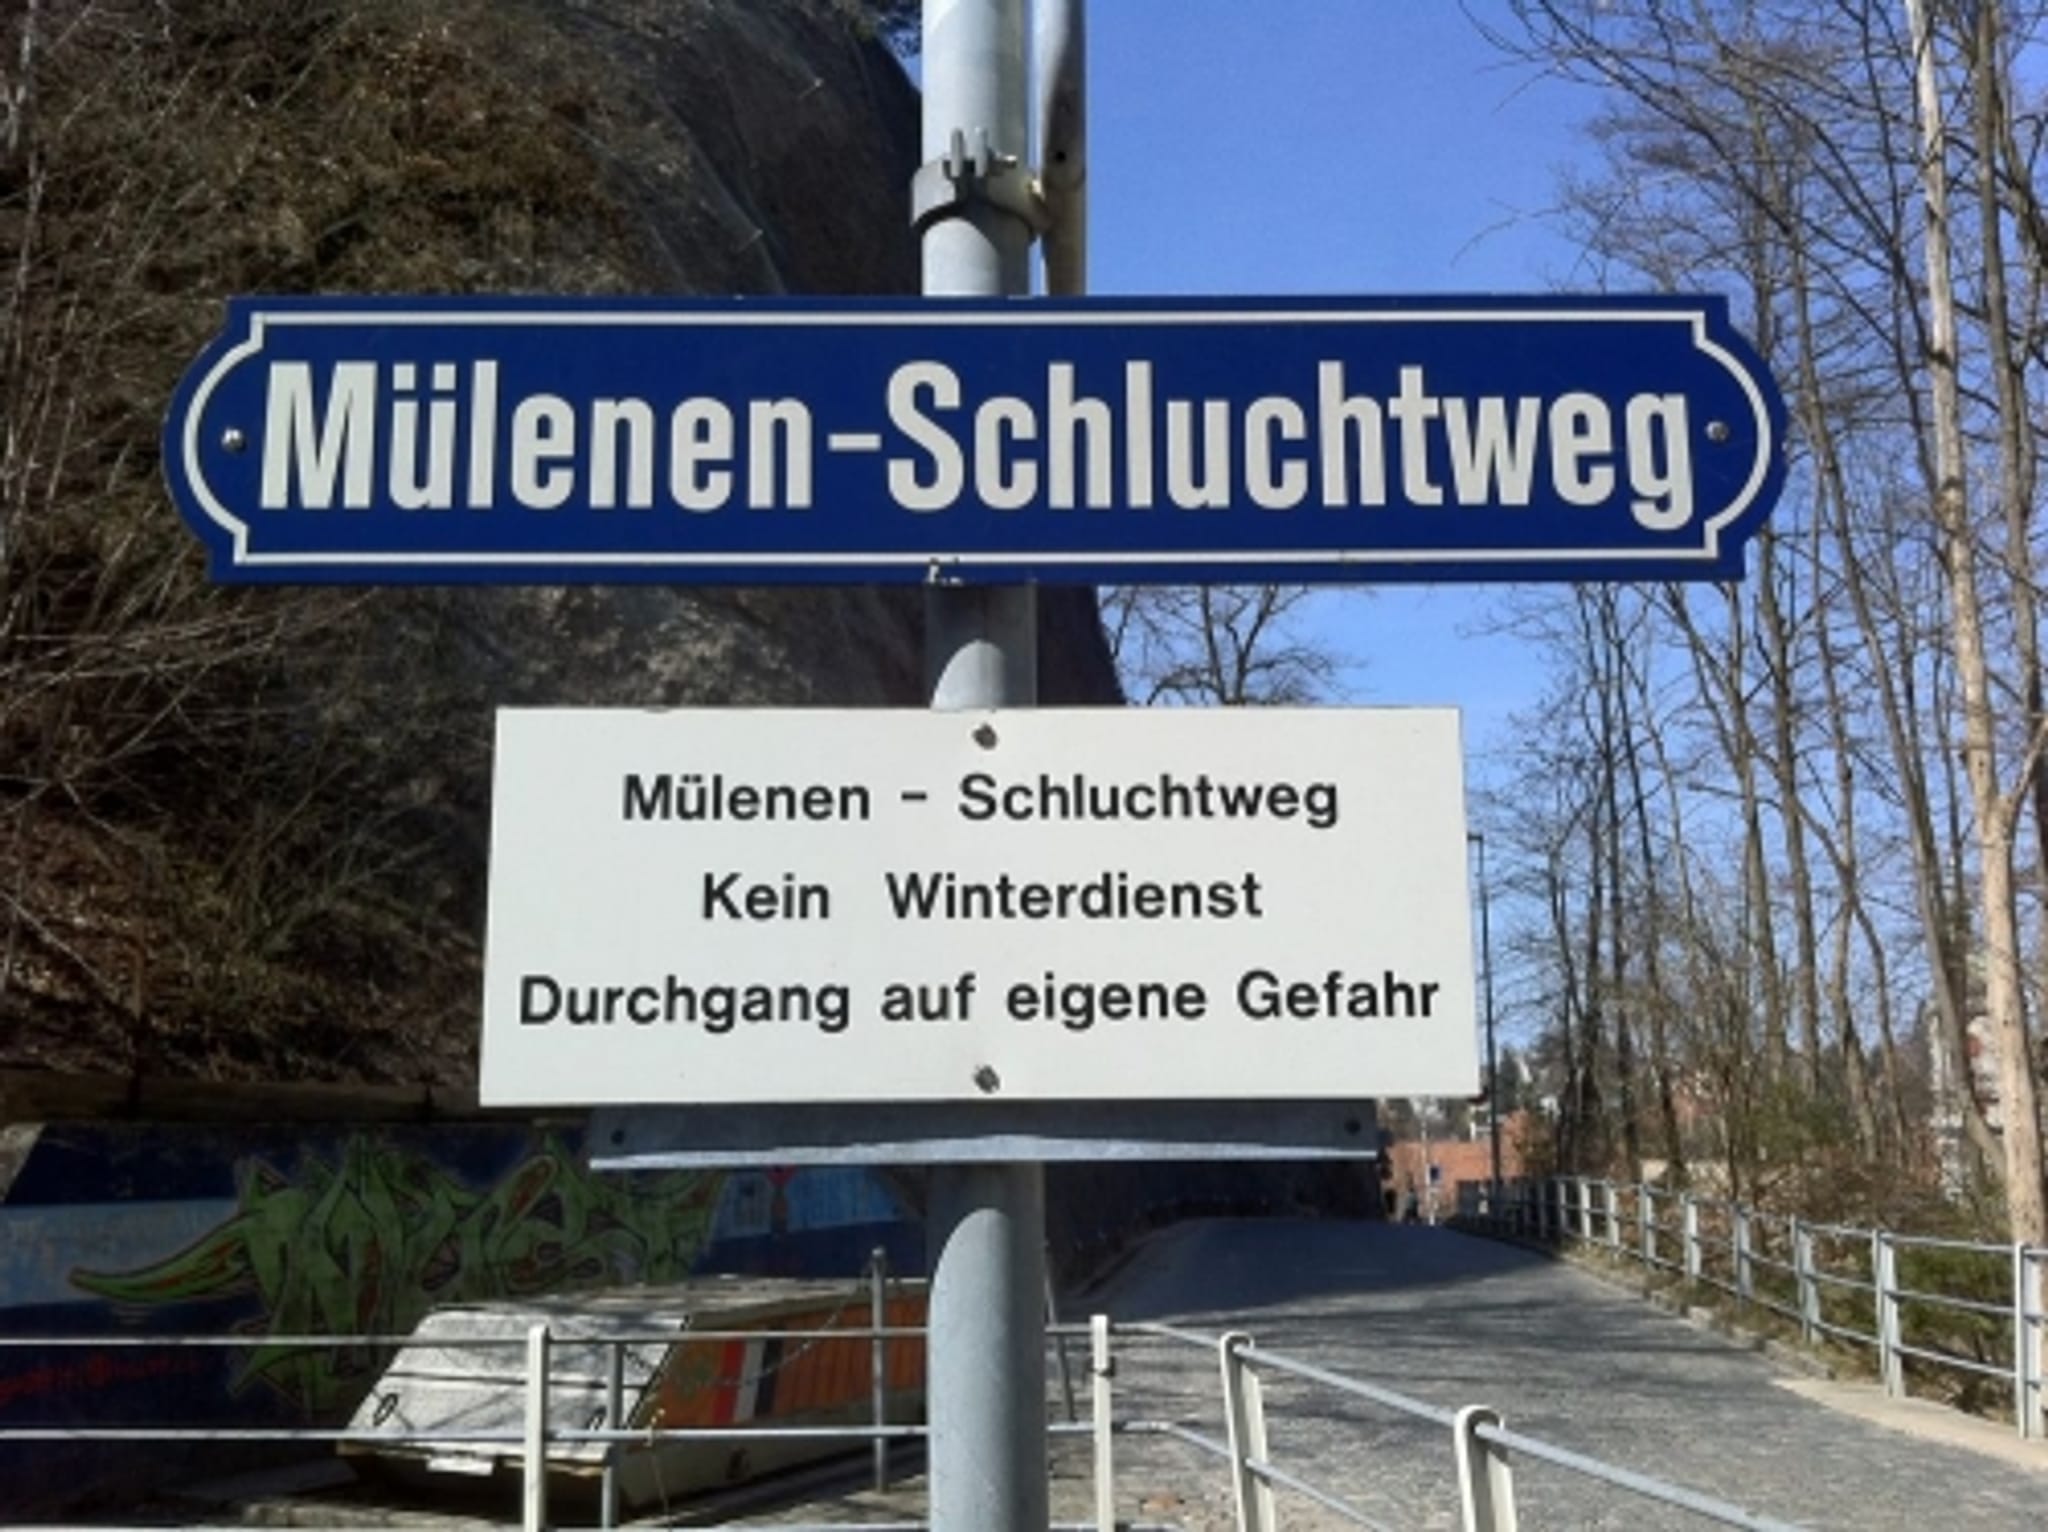 Mülenen-Schluchtweg
Mülenen - Schluchtweg
Kein Winterdienst
Durchgang auf eigene Gefahr